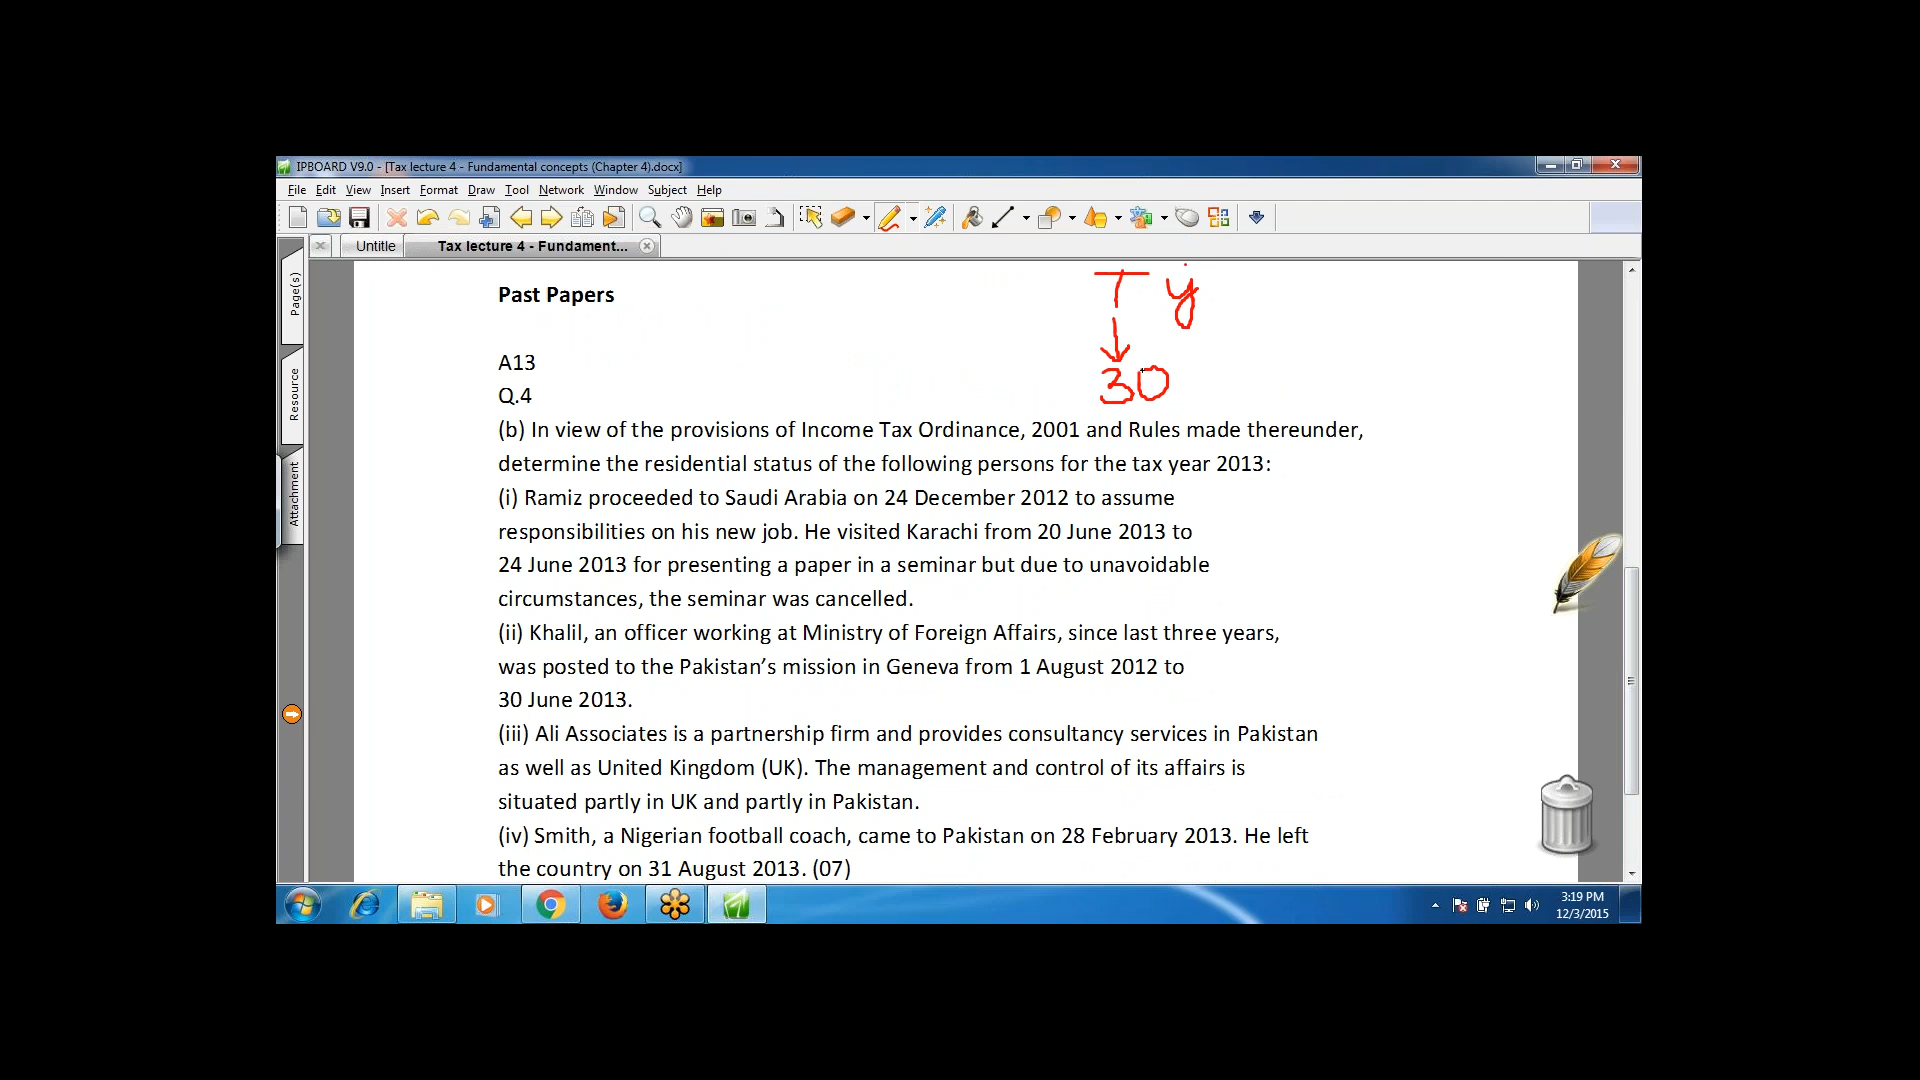 IPBOARD V9.0 - [Tax lecture 4 - Fundamental concepts (Chapter 4).docx]
File Edit View Insert Format Draw Tool Network Window Subject Help
Untitle Tax lecture 4 - Fundament...
Page(s)
Resource
Attachment
T y
Past Papers
30
A13
Q.4
(b) In view of the provisions of Income Tax Ordinance, 2001 and Rules made thereunder,
determine the residential status of the following persons for the tax year 2013:
(i) Ramiz proceeded to Saudi Arabia on 24 December 2012 to assume
responsibilities on his new job. He visited Karachi from 20 June 2013 to
24 June 2013 for presenting a paper in a seminar but due to unavoidable
circumstances, the seminar was cancelled.
(ii) Khalil, an officer working at Ministry of Foreign Affairs, since last three years,
was posted to the Pakistan’s mission in Geneva from 1 August 2012 to
30 June 2013.
(iii) Ali Associates is a partnership firm and provides consultancy services in Pakistan
as well as United Kingdom (UK). The management and control of its affairs is
situated partly in UK and partly in Pakistan.
(iv) Smith, a Nigerian football coach, came to Pakistan on 28 February 2013. He left
the country on 31 August 2013. (07)
3:19 PM
12/3/2015